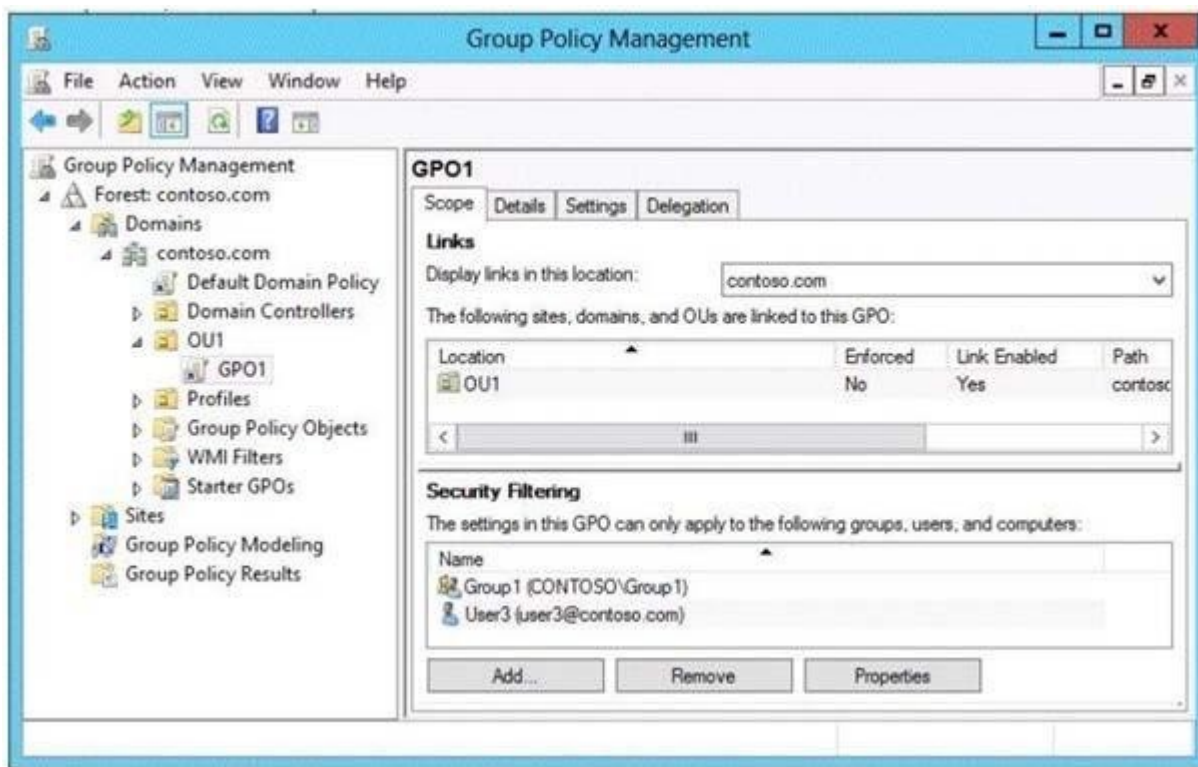 Group Policy Management
File Action View Window Help
Group Policy Management
Forest: contoso.com
Domains
contoso.com
Default Domain Policy
Domain Controllers
OU1
GPO1
Profiles
Group Policy Objects
WMI Filters
Starter GPOs
Sites
Group Policy Modeling
Group Policy Results
GPO1
Scope Details Settings Delegation
Links
Display links in this location: contoso.com
The following sites, domains, and OUs are linked to this GPO:
Location Enforced Link Enabled Path
OU1 No Yes contosc
Security Filtering
The settings in this GPO can only apply to the following groups, users, and computers:
Name
Group1 (CONTOSO\Group1)
User3 (user3@contoso.com)
Add... Remove Properties